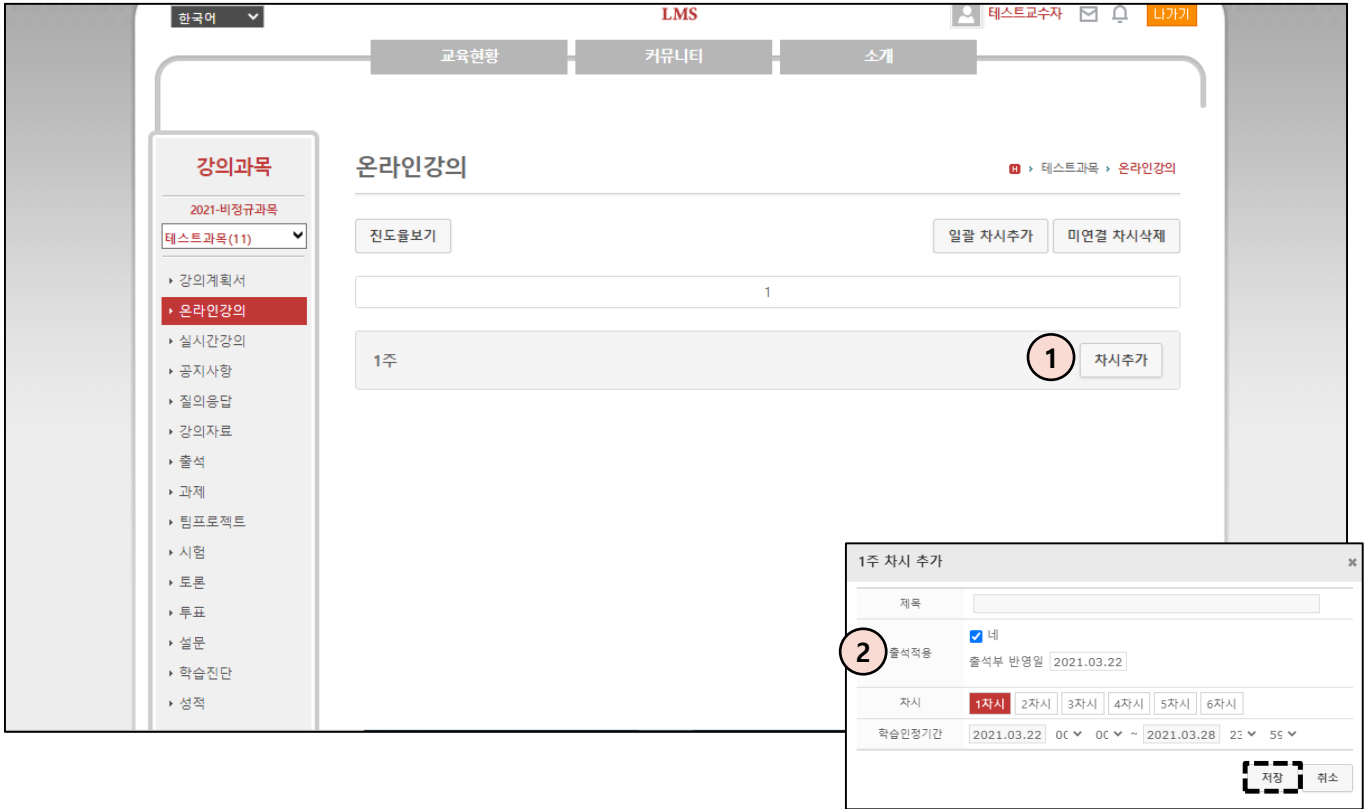 한국어
LMS
테스트교수자
나가기
교육현황
커뮤니티
소개
강의과목
2021-비정규과목
테스트과목(11)
강의계획서
온라인강의
실시간강의
공지사항
질의응답
강의자료
출석
과제
팀프로젝트
시험
토론
투표
설문
학습진단
성적
온라인강의
H › 테스트과목 › 온라인강의
진도율보기
일괄 차시추가
미연결 차시삭제
1
1주
1
차시추가
1주 차시 추가
제목
2
출석적용
네
출석부 반영일 2021.03.22
차시
1차시 2차시 3차시 4차시 5차시 6차시
학습인정기간
2021.03.22 ~ 2021.03.28
저장
취소